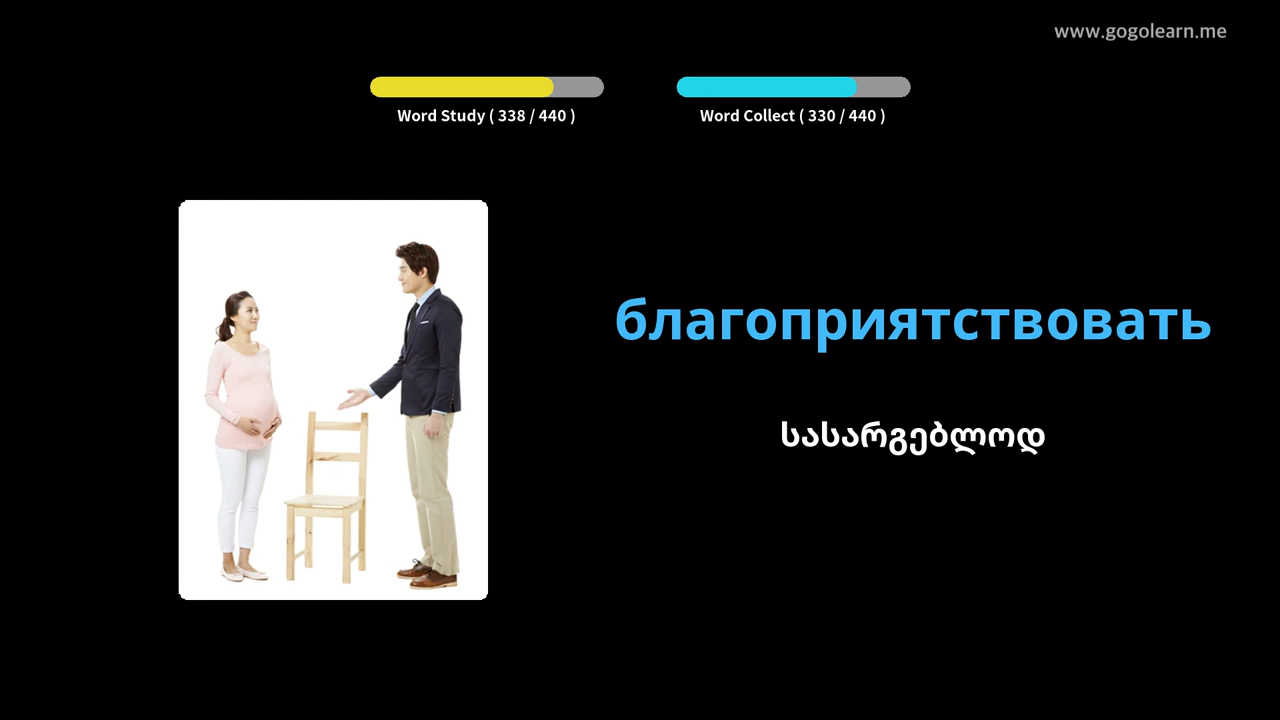 www.gogolearn.me
Word Study ( 338 / 440 )
Word Collect ( 330 / 440 )
благоприятствовать
სასარგებლოდ